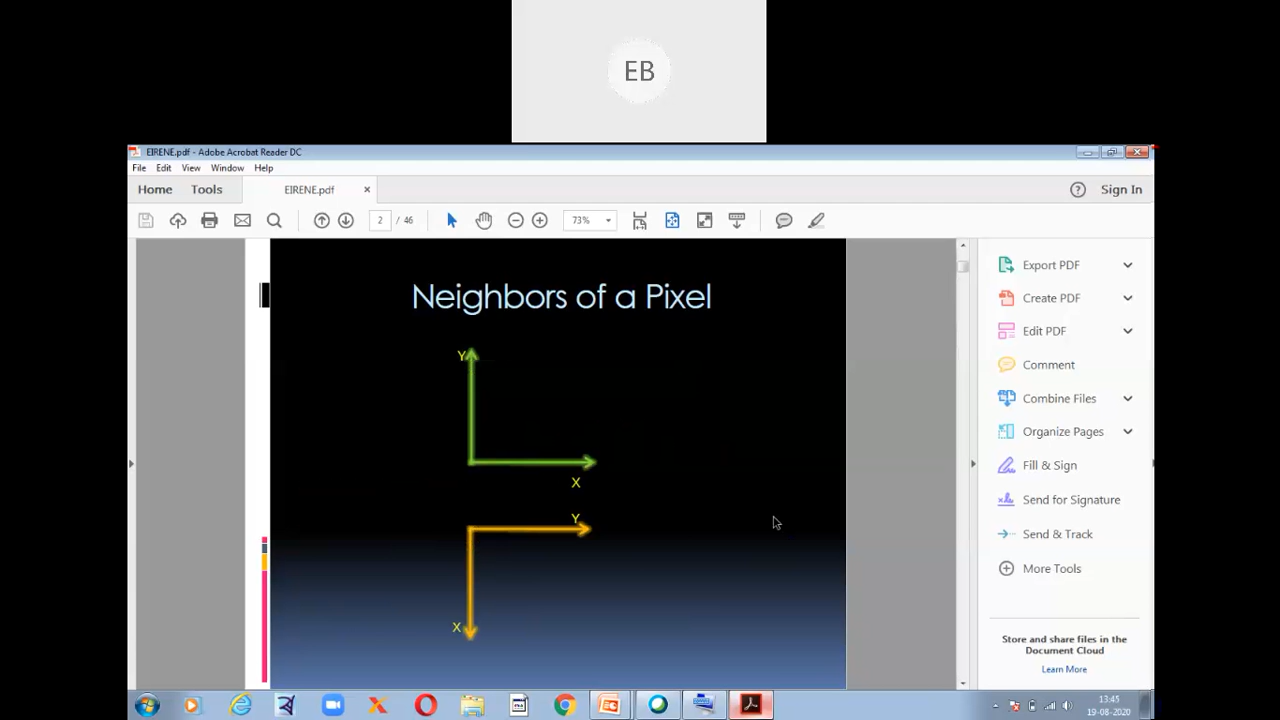 EB
EIRENE.pdf - Adobe Acrobat Reader DC
File Edit View Window Help
Home Tools EIRENE.pdf × Sign In
2 / 46 73%
Neighbors of a Pixel
Y
X
Y
X
Export PDF
Create PDF
Edit PDF
Comment
Combine Files
Organize Pages
Fill & Sign
Send for Signature
Send & Track
More Tools
Store and share files in the
Document Cloud
Learn More
13:45
19-08-2020